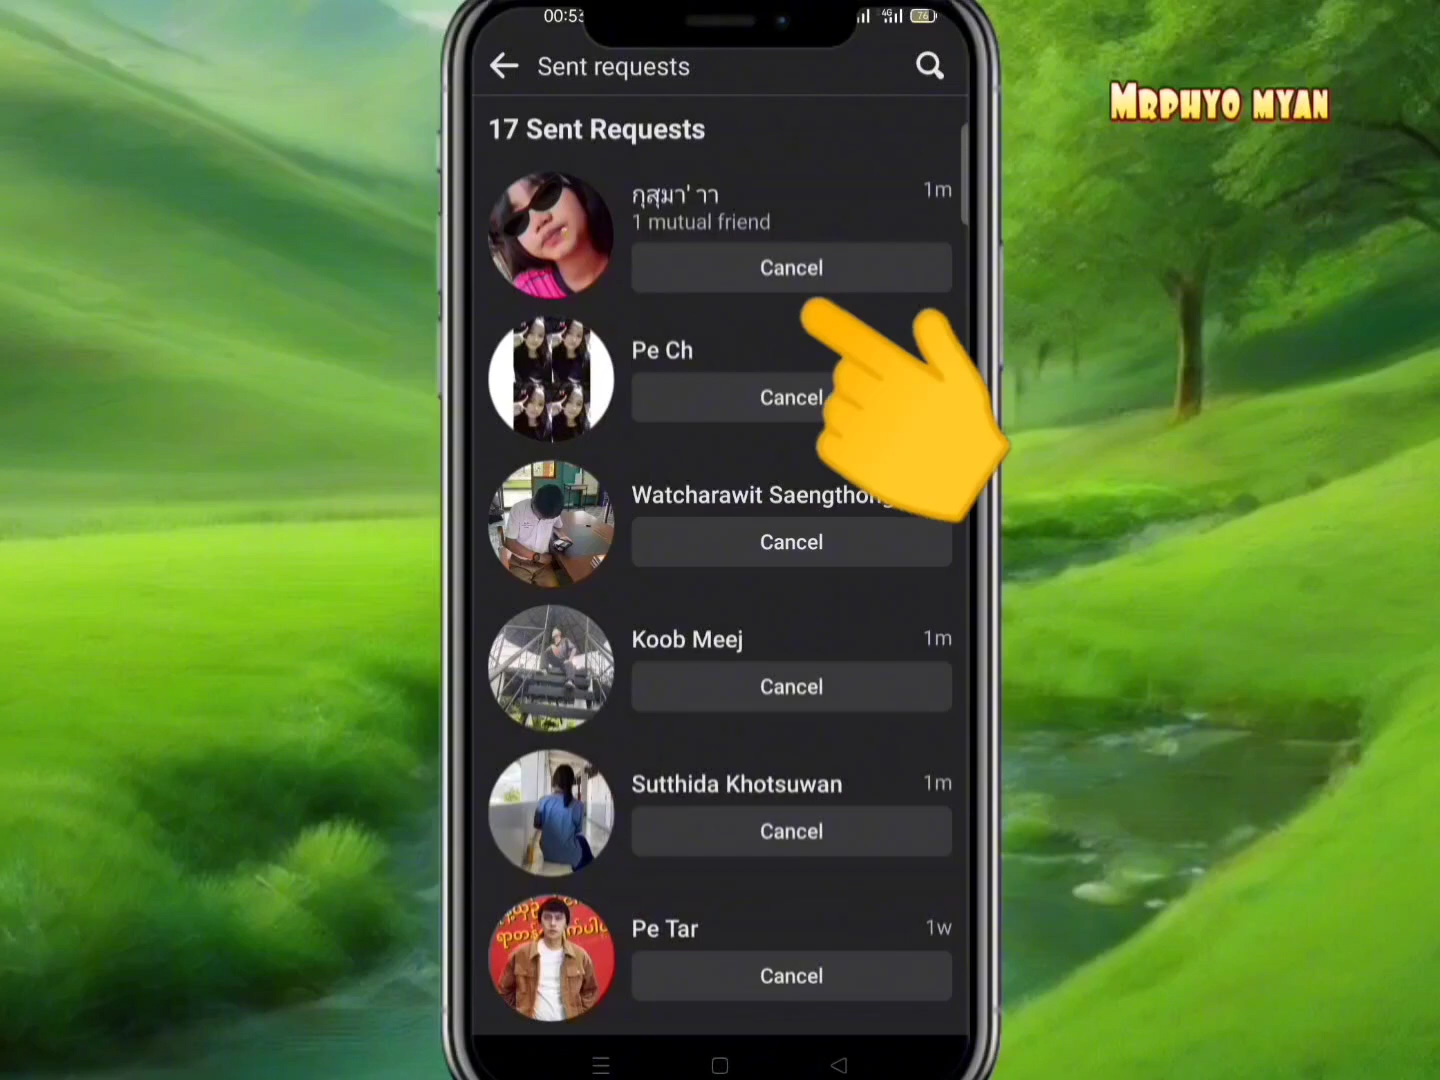 00:53
4G
76
Sent requests
MRPHYO MYAN
17 Sent Requests
กุสุมา' าา
1m
1 mutual friend
Cancel
Pe Ch
Cancel
Watcharawit Saengthong
Cancel
Koob Meej
1m
Cancel
Sutthida Khotsuwan
1m
Cancel
Pe Tar
1w
Cancel